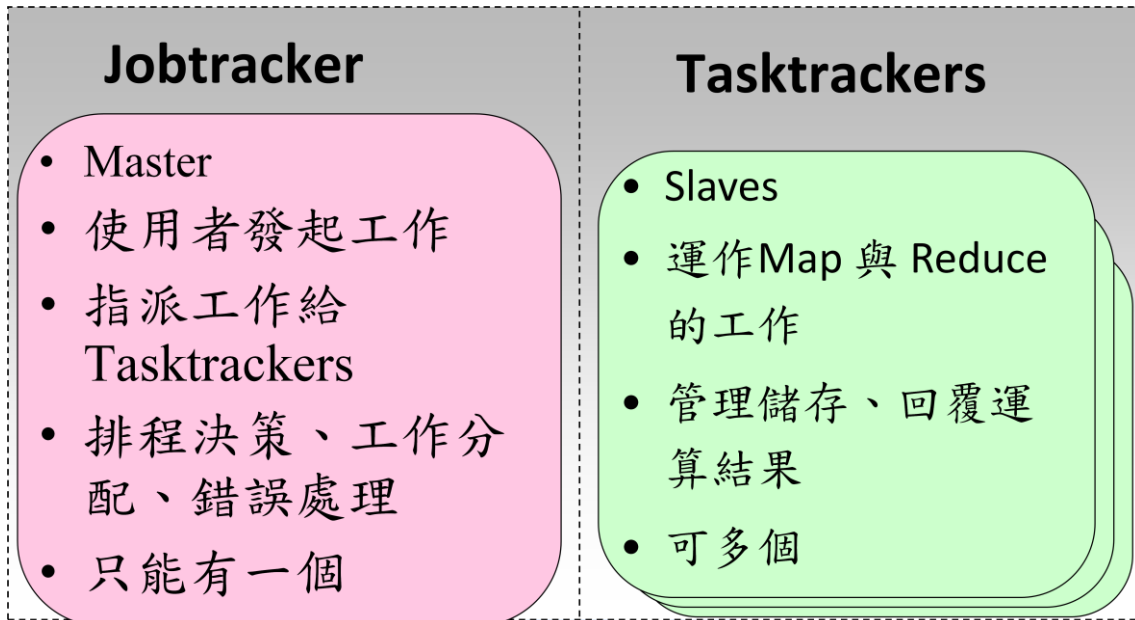 Jobtracker
• Master
• 使用者發起工作
• 指派工作給
Tasktrackers
• 排程決策、工作分
配、錯誤處理
• 只能有一個
Tasktrackers
• Slaves
• 運作Map 與 Reduce
的工作
• 管理儲存、回覆運
算結果
• 可多個